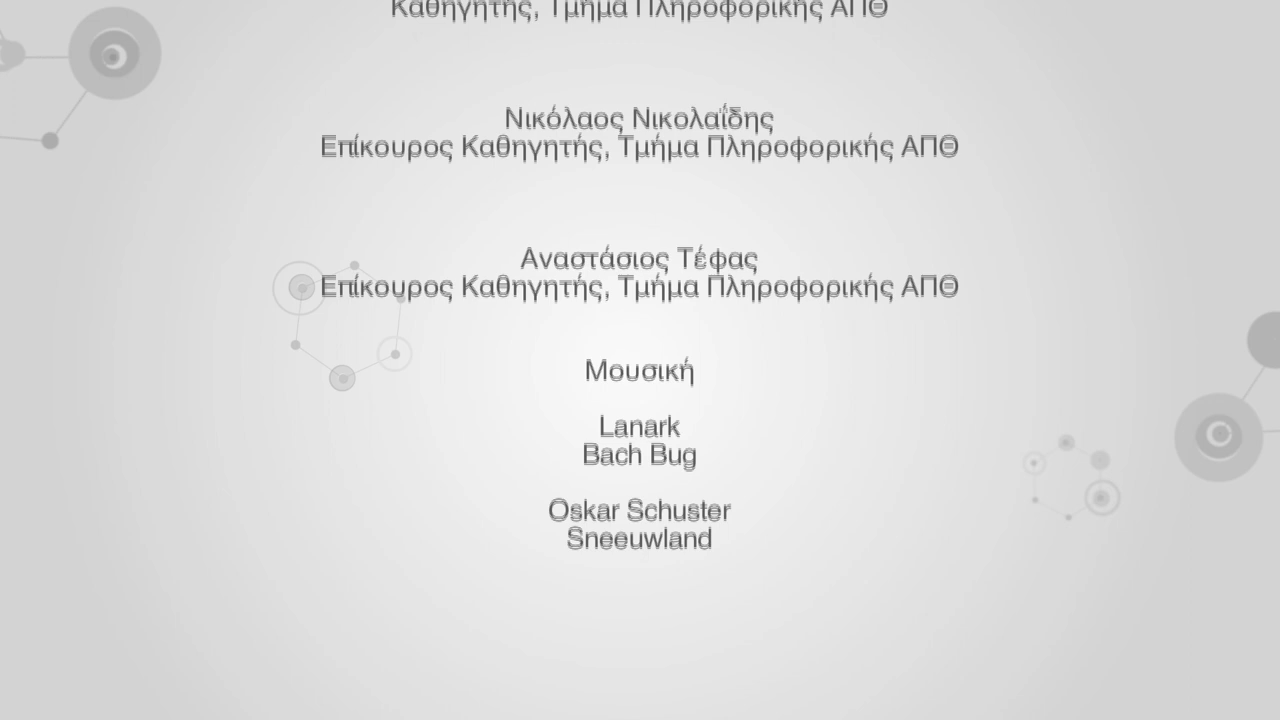 Καθηγητής, Τμήμα Πληροφορικής ΑΠΘ
Νικόλαος Νικολαΐδης
Επίκουρος Καθηγητής, Τμήμα Πληροφορικής ΑΠΘ
Αναστάσιος Τέφας
Επίκουρος Καθηγητής, Τμήμα Πληροφορικής ΑΠΘ
Μουσική
Lanark
Bach Bug
Oskar Schuster
Sneeuwland